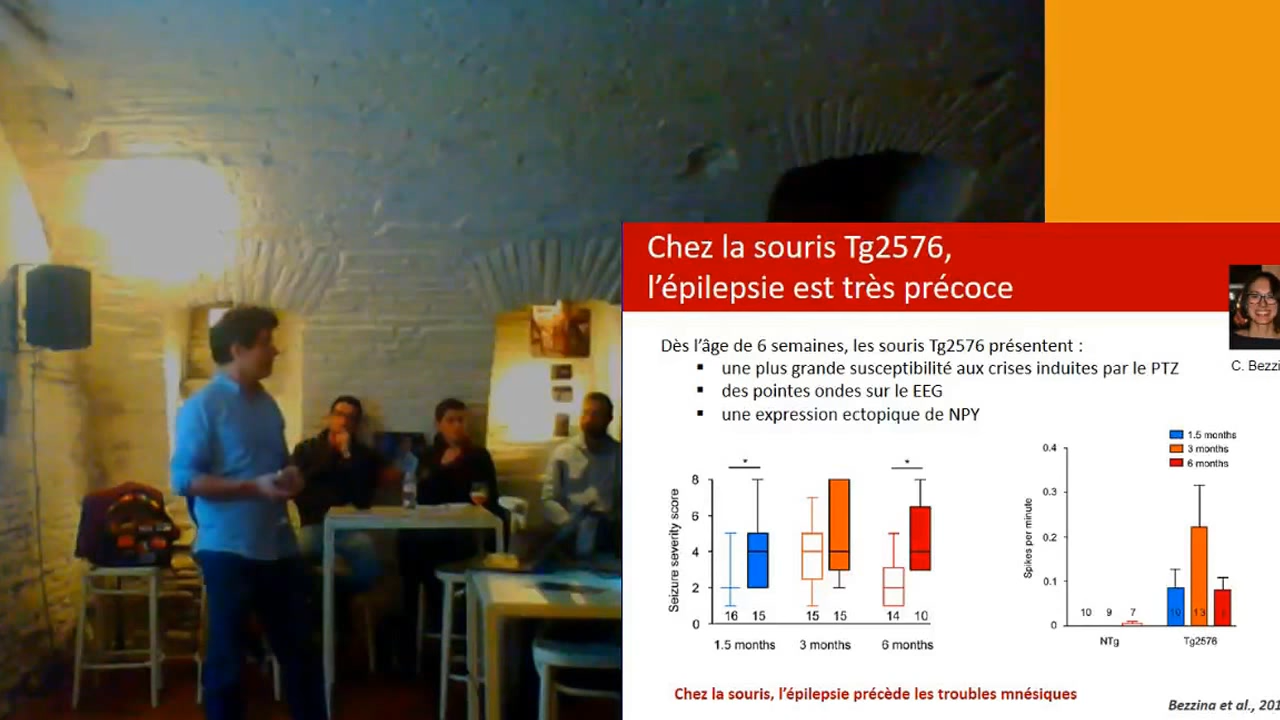 Chez la souris Tg2576,
l'épilepsie est très précoce
C. Bezzi
Dès l'âge de 6 semaines, les souris Tg2576 présentent :
▪ une plus grande susceptibilité aux crises induites par le PTZ
▪ des pointes ondes sur le EEG
▪ une expression ectopique de NPY
Seizure severity score
8
6
4
2
0
*
*
16 15 15 15 14 10
1.5 months 3 months 6 months
1.5 months
3 months
6 months
Spikes per minute
0.4
0.3
0.2
0.1
0
10 9 7 10 13
NTg Tg2576
Chez la souris, l'épilepsie précède les troubles mnésiques
Bezzina et al., 201